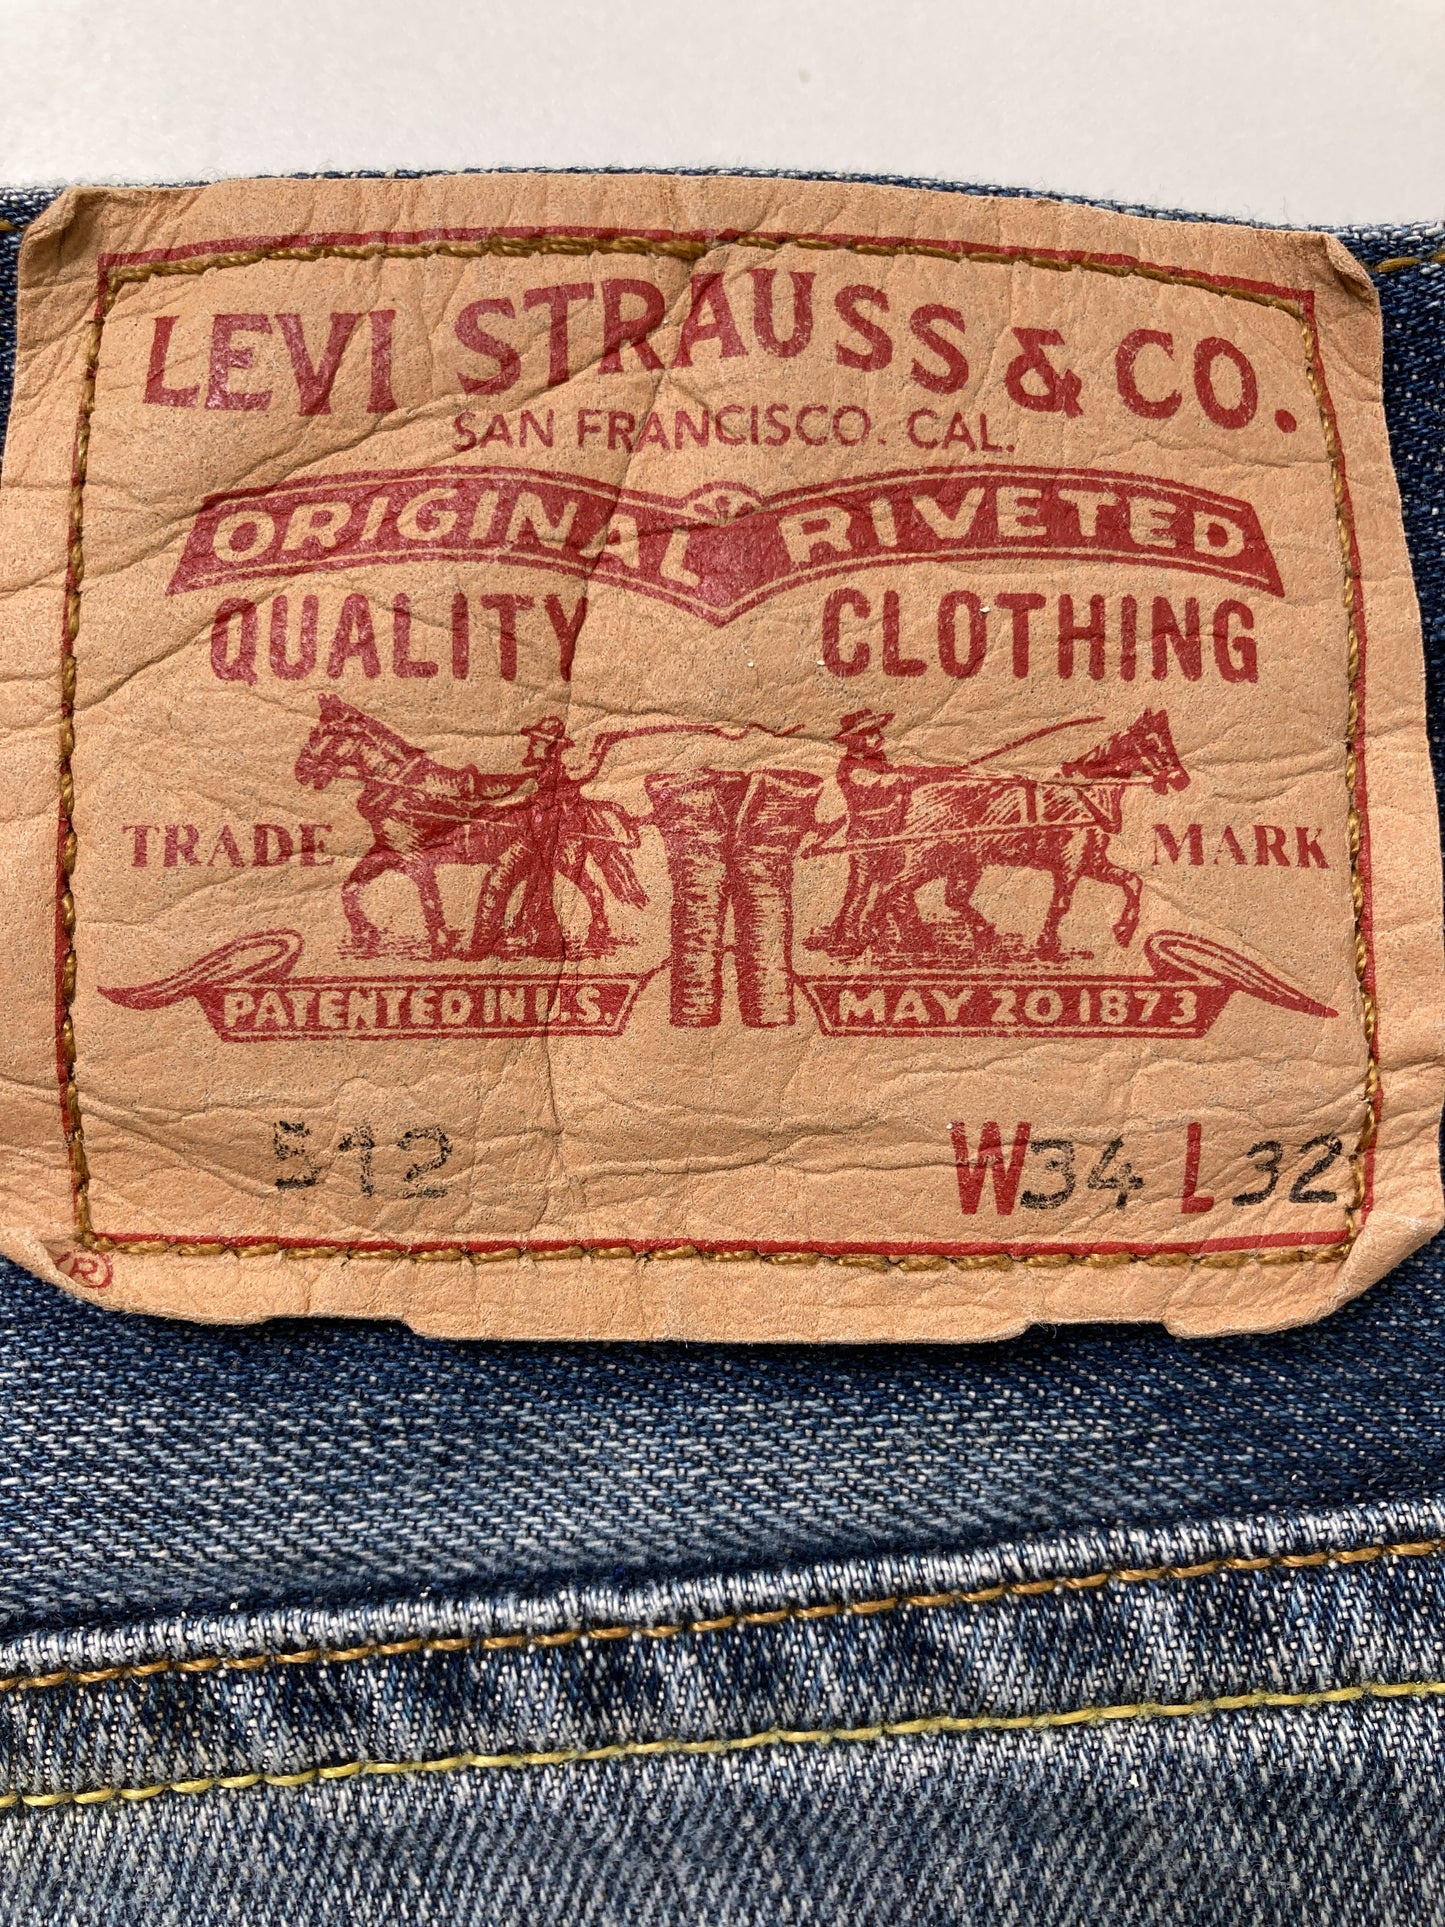 LEVI STRAUSS & CO.
SAN FRANCISCO. CAL.
ORIGINAL RIVETED
QUALITY CLOTHING
TRADE MARK
PATENTED IN U.S. MAY 20 1873
512 W34 L32
®